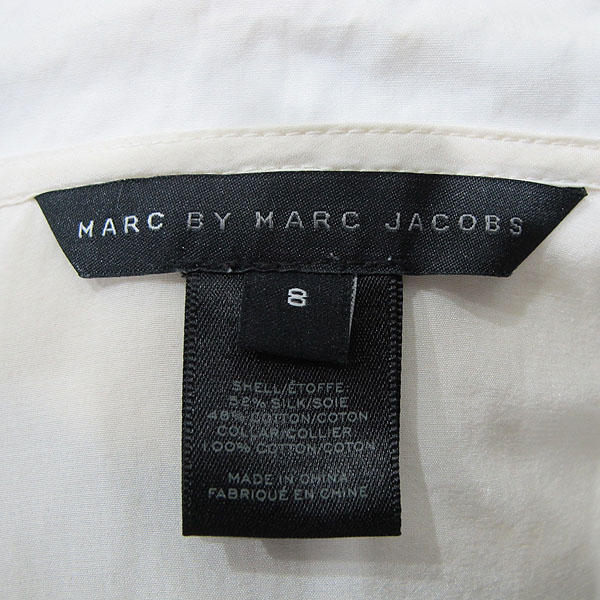 MARC BY MARC JACOBS
8
SHELL/ÉTOFFE
52% SILK/SOIE
48% COTTON/COTON
COLLAR/COLLIER
100% COTTON/COTON
MADE IN CHINA
FABRIQUÉ EN CHINE